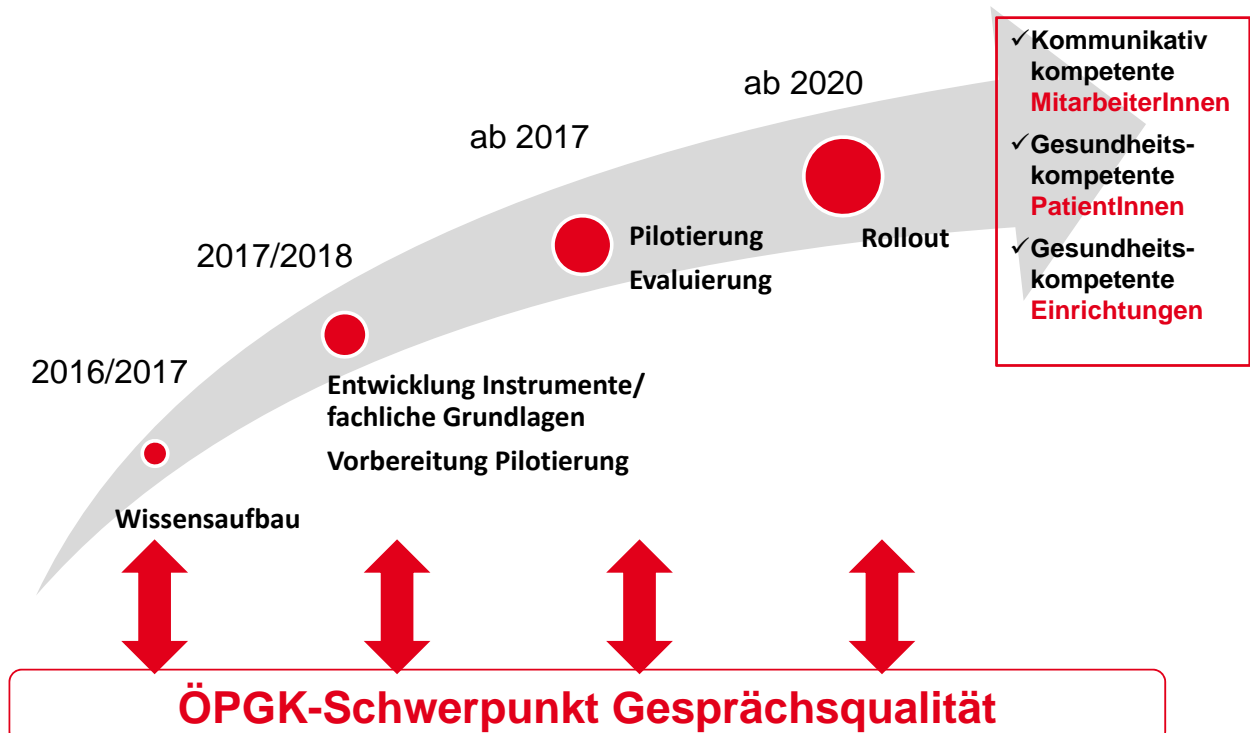 2016/2017
Wissensaufbau
2017/2018
Entwicklung Instrumente/
fachliche Grundlagen
Vorbereitung Pilotierung
ab 2017
Pilotierung
Evaluierung
ab 2020
Rollout
✓Kommunikativ
kompetente
MitarbeiterInnen
✓Gesundheits-
kompetente
PatientInnen
✓Gesundheits-
kompetente
Einrichtungen
ÖPGK-Schwerpunkt Gesprächsqualität